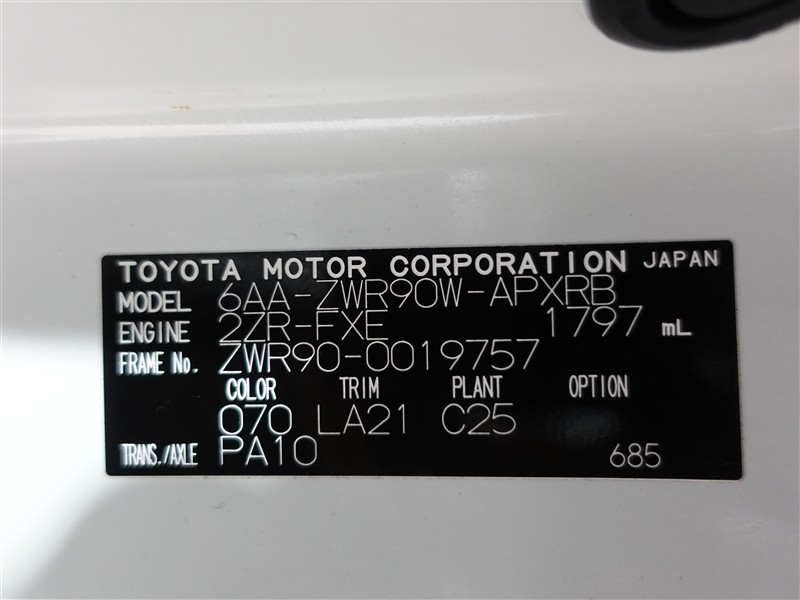 TOYOTA MOTOR CORPORATION JAPAN
MODEL 6AA-ZWR90W-APXRB
ENGINE 2ZR-FXE 1797 mL
FRAME No. ZWR90-0019757
COLOR TRIM PLANT OPTION
070 LA21 C25
TRANS./AXLE PA10 685